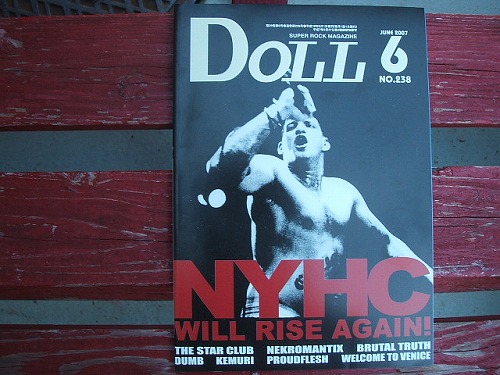 SUPER ROCK MAGAZINE
DOLL
JUNE 2007
6
NO.238
NYHC
WILL RISE AGAIN!
THE STAR CLUB NEKROMANTIX BRUTAL TRUTH
DUMB KEMURI PROUDFLESH WELCOME TO VENICE